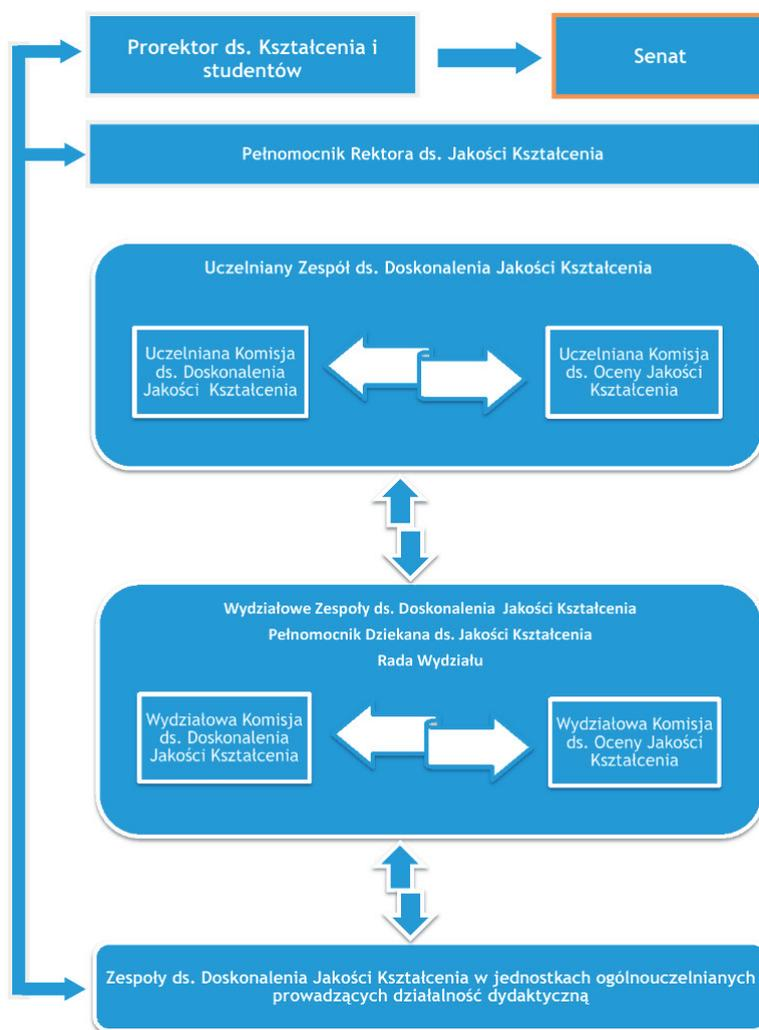 Prorektor ds. Kształcenia i
studentów
Senat
Pełnomocnik Rektora ds. Jakości Kształcenia
Uczelniany Zespół ds. Doskonalenia Jakości Kształcenia
Uczelniana Komisja
ds. Doskonalenia
Jakości Kształcenia
Uczelniana Komisja
ds. Oceny Jakości
Kształcenia
Wydziałowe Zespoły ds. Doskonalenia Jakości Kształcenia
Pełnomocnik Dziekana ds. Jakości Kształcenia
Rada Wydziału
Wydziałowa Komisja
ds. Doskonalenia
Jakości Kształcenia
Wydziałowa Komisja
ds. Oceny Jakości
Kształcenia
Zespoły ds. Doskonalenia Jakości Kształcenia w jednostkach ogólnouczelnianych
prowadzących działalność dydaktyczną